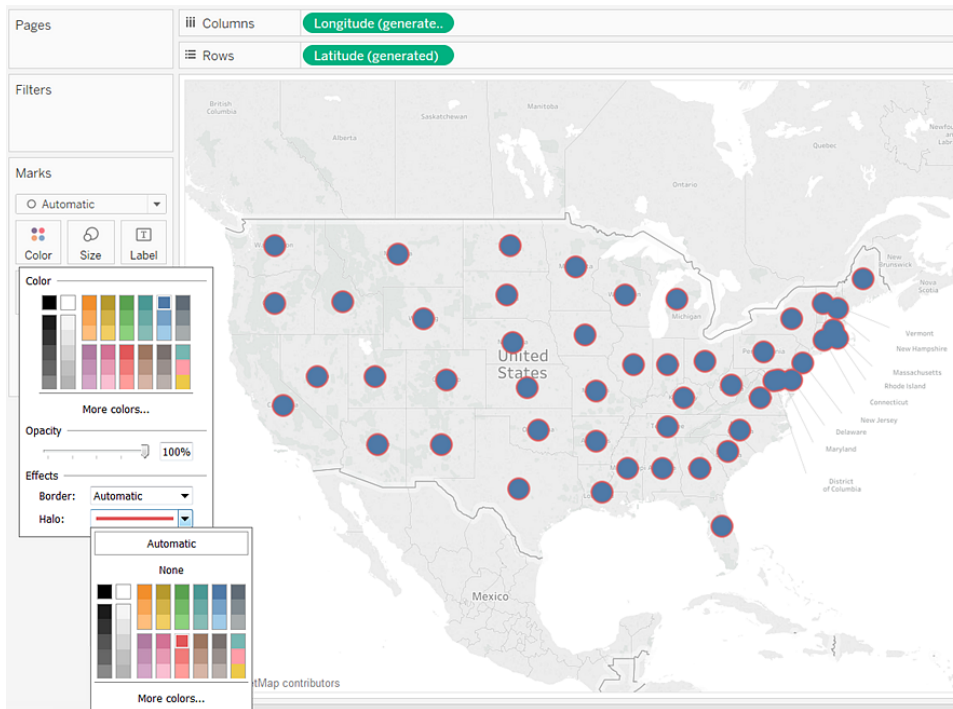 Pages
Columns
Longitude (generate..
Rows
Latitude (generated)
Filters
Marks
Automatic
Color
Size
Label
Color
More colors...
Opacity
100%
Effects
Border:
Automatic
Halo:
Automatic
None
More colors...
British
Columbia
Alberta
Saskatchewan
Manitoba
Ontario
Quebec
New
Brunswick
Nova
Scotia
United
States
Michigan
Vermont
New Hampshire
Massachusetts
Rhode Island
Connecticut
New Jersey
Delaware
Maryland
District
of Columbia
Mexico
contributors